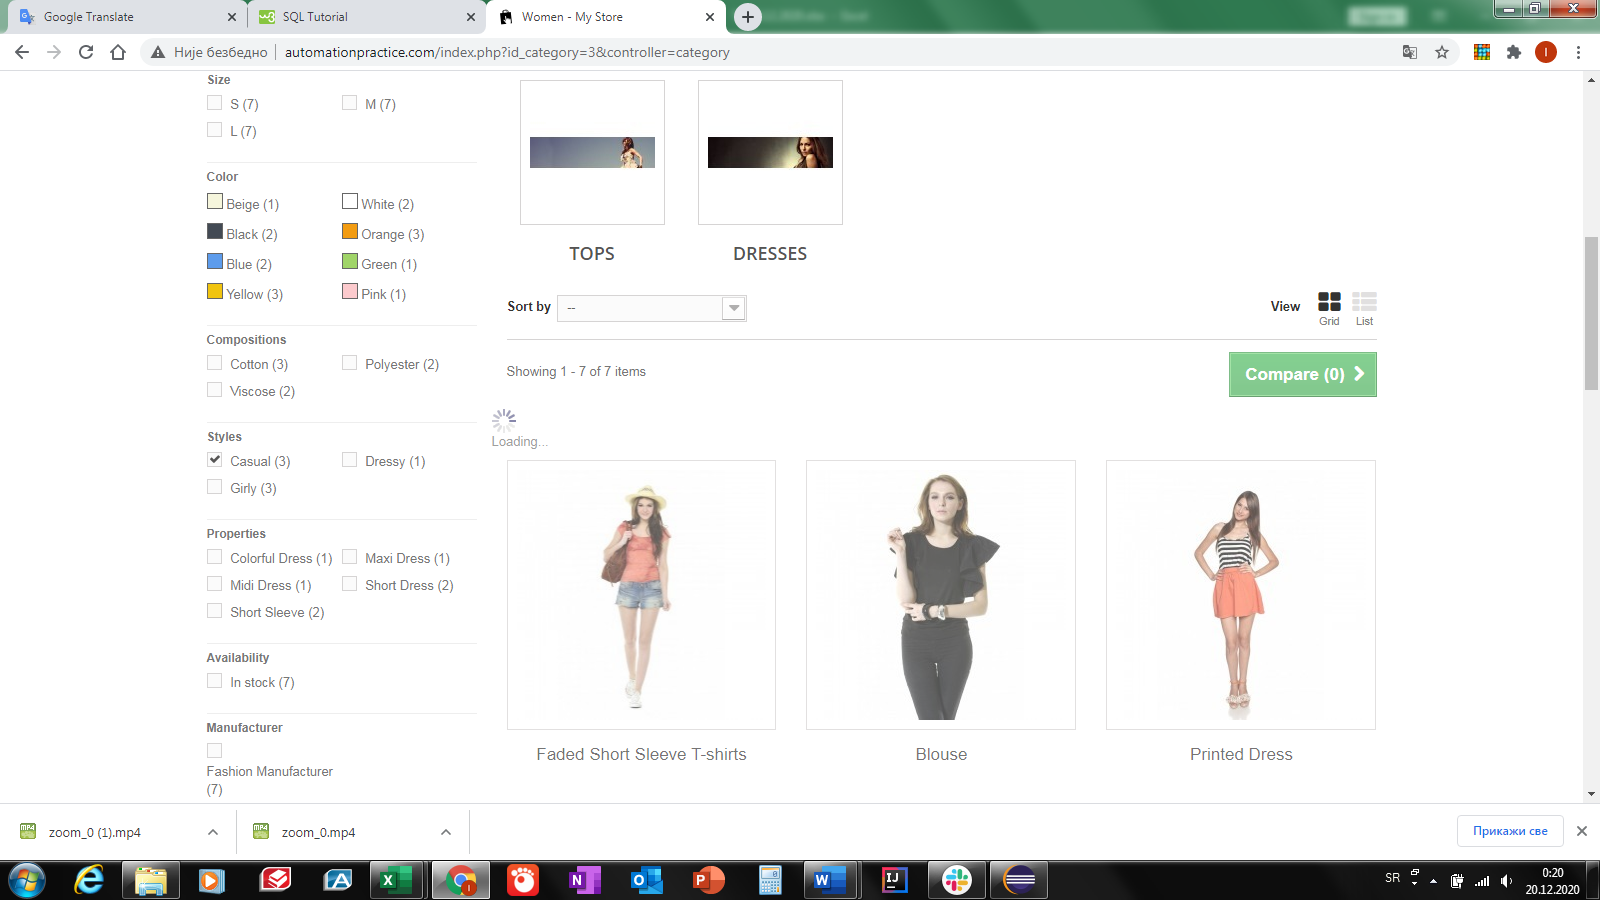 Google Translate
SQL Tutorial
Women - My Store
Није безбедно
automationpractice.com/index.php?id_category=3&controller=category
I
Size
S (7)
M (7)
L (7)
Color
Beige (1)
White (2)
Black (2)
Orange (3)
Blue (2)
Green (1)
Yellow (3)
Pink (1)
Compositions
Cotton (3)
Polyester (2)
Viscose (2)
Styles
Casual (3)
Dressy (1)
Girly (3)
Properties
Colorful Dress (1)
Maxi Dress (1)
Midi Dress (1)
Short Dress (2)
Short Sleeve (2)
Availability
In stock (7)
Manufacturer
Fashion Manufacturer
(7)
TOPS
DRESSES
Sort by
--
View
Grid
List
Showing 1 - 7 of 7 items
Compare (0)
Loading...
Faded Short Sleeve T-shirts
Blouse
Printed Dress
zoom_0 (1).mp4
zoom_0.mp4
Прикажи све
SR
0:20
20.12.2020